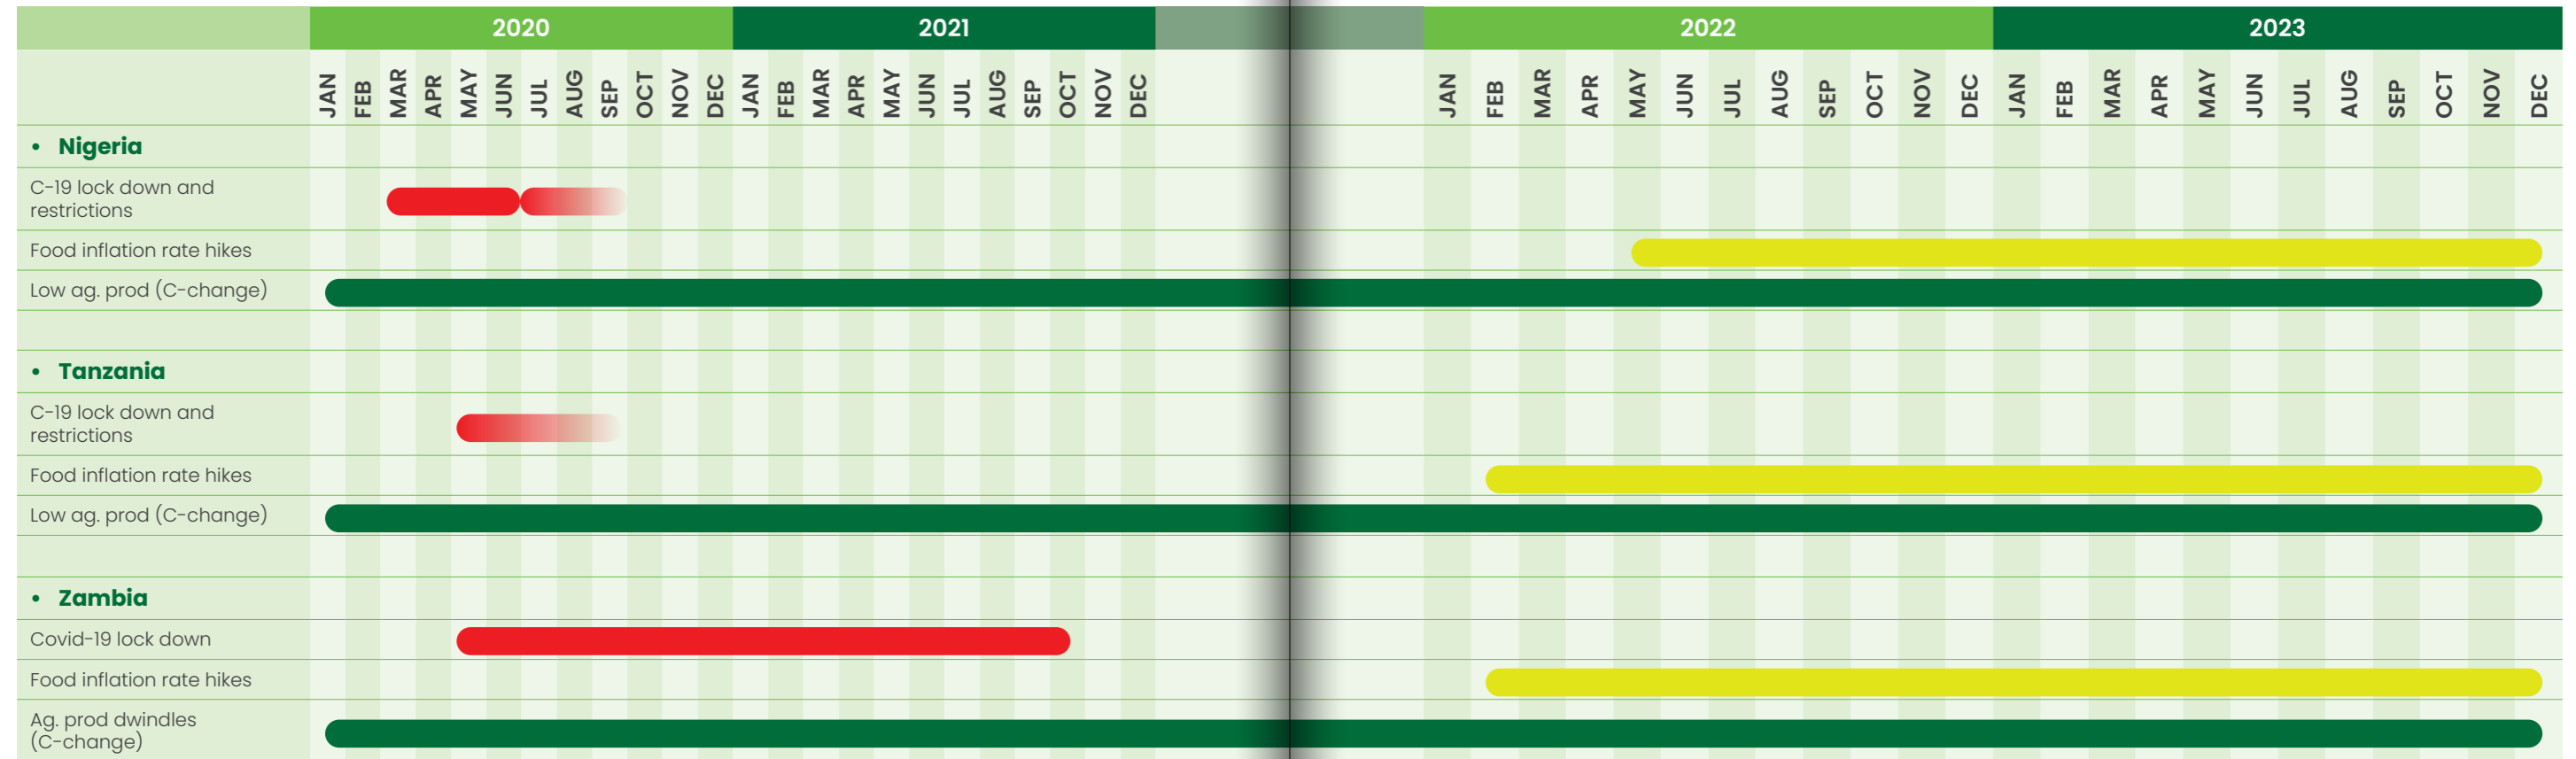 2020 2021 2022 2023
JAN FEB MAR APR MAY JUN JUL AUG SEP OCT NOV DEC JAN FEB MAR APR MAY JUN JUL AUG SEP OCT NOV DEC JAN FEB MAR APR MAY JUN JUL AUG SEP OCT NOV DEC JAN FEB MAR APR MAY JUN JUL AUG SEP OCT NOV DEC
• Nigeria
C-19 lock down and
restrictions
Food inflation rate hikes
Low ag. prod (C-change)
• Tanzania
C-19 lock down and
restrictions
Food inflation rate hikes
Low ag. prod (C-change)
• Zambia
Covid-19 lock down
Food inflation rate hikes
Ag. prod dwindles
(C-change)